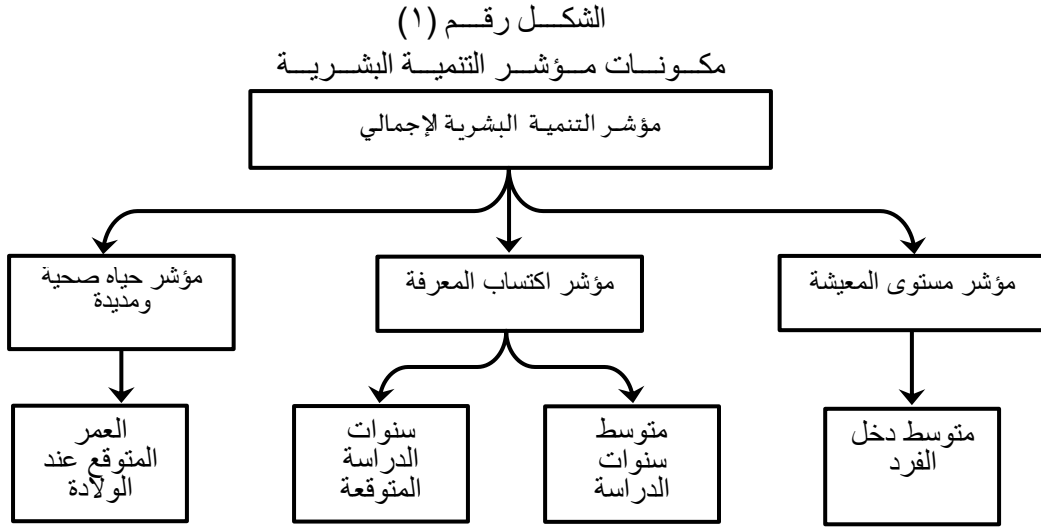 الشكل رقم (١)
مكونات مؤشر التنمية البشرية
مؤشر التنمية البشرية الإجمالي
مؤشر مستوى المعيشة
مؤشر اكتساب المعرفة
مؤشر حياه صحية
ومديدة
متوسط دخل
الفرد
متوسط
سنوات
الدراسة
سنوات
الدراسة
المتوقعة
العمر
المتوقع عند
الولادة